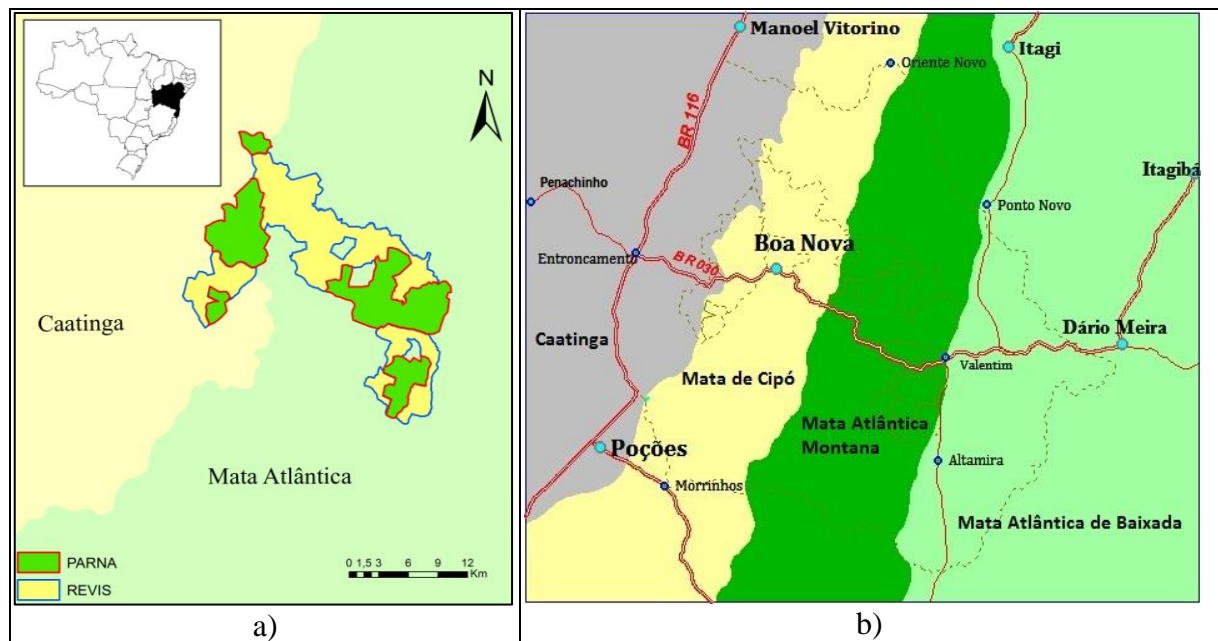 N
Caatinga
Mata Atlântica
PARNA
REVIS
0 1,5 3 6 9 12
Km
a)
Manoel Vitorino
Itagi
Oriente Novo
BR 116
Itagibá
Penachinho
Ponto Novo
Boa Nova
Entroncamento
BR 030
Dário Meira
Caatinga
Valentim
Mata de Cipó
Mata Atlântica
Montana
Poções
Altamira
Morrinhos
Mata Atlântica de Baixada
b)